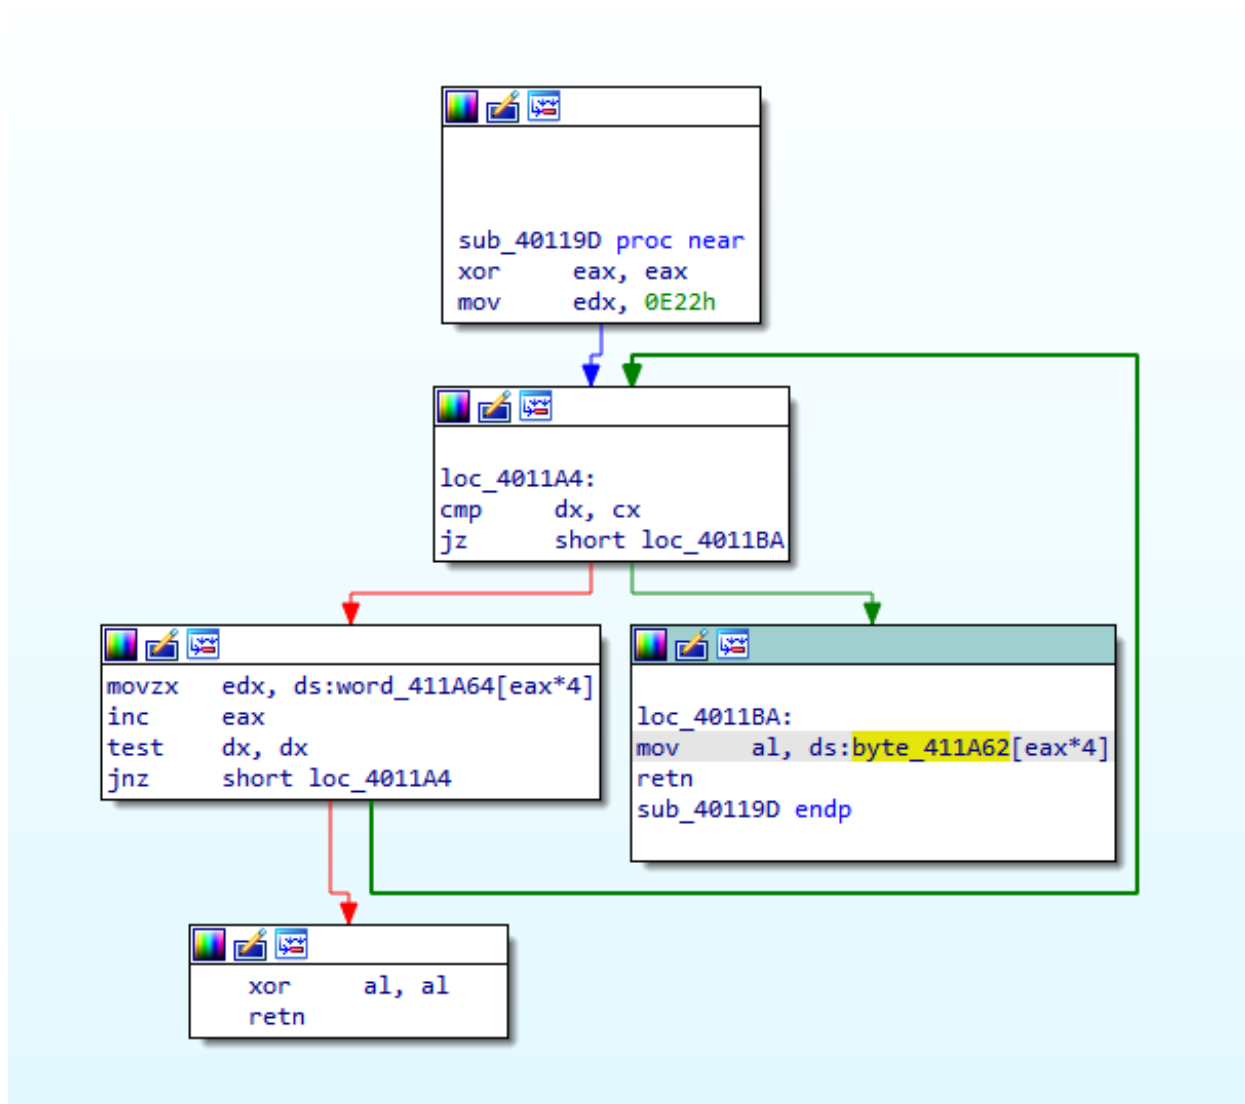 sub_40119D proc near
xor eax, eax
mov edx, 0E22h
loc_4011A4:
cmp dx, cx
jz short loc_4011BA
movzx edx, ds:word_411A64[eax*4]
inc eax
test dx, dx
jnz short loc_4011A4
loc_4011BA:
mov al, ds:byte_411A62[eax*4]
retn
sub_40119D endp
xor al, al
retn